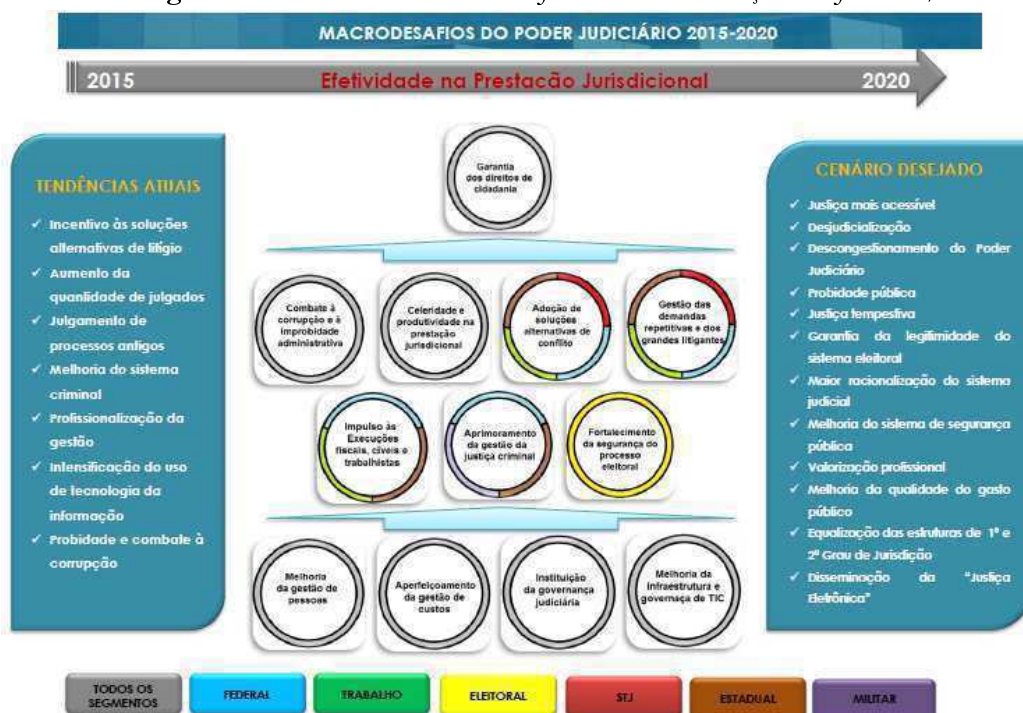 MACRODESAFIOS DO PODER JUDICIÁRIO 2015-2020
2015
Efetividade na Prestacão Jurisdicional
2020
TENDÊNCIAS ATUAIS
✓ Incentivo às soluções
alternativas de litígio
✓ Aumento da
quantidade de julgados
✓ Julgamento de
processos antigos
✓ Melhoria do sistema
criminal
✓ Profissionalização da
gestão
✓ Intensificação do uso
de tecnologia da
informação
✓ Probidade e combate à
corrupção
Garantia
dos direitos de
cidadania
Combate à
corrupção e à
improbidade
administrativa
Celeridade e
produtividade na
prestação
jurisdicional
Adoção de
soluções
alternativas de
conflito
Gestão das
demandas
repetitivas e dos
grandes litigantes
Impulso às
Execuções
fiscais, cíveis e
trabalhistas
Aprimoramento
da gestão da
justiça criminal
Fortalecimento
da segurança do
processo
eleitoral
Melhoria
da gestão de
pessoas
Aperfeiçoamento
da gestão de
custos
Instituição
da governança
judiciária
Melhoria da
infraestrutura e
governaça de TIC
CENÁRIO DESEJADO
✓ Justiça mais acessível
✓ Desjudicialização
✓ Descongestionamento do Poder
Judiciário
✓ Probidade pública
✓ Justiça tempestiva
✓ Garantia da legitimidade do
sistema eleitoral
✓ Maior racionalização do sistema
judicial
✓ Melhoria do sistema de segurança
pública
✓ Valorização profissional
✓ Melhoria da qualidade do gasto
público
✓ Equalização das estruturas de 1º e
2º Grau de Jurisdição
✓ Disseminação da "Justiça
Eletrônica"
TODOS OS
SEGMENTOS
FEDERAL
TRABALHO
ELEITORAL
STJ
ESTADUAL
MILITAR